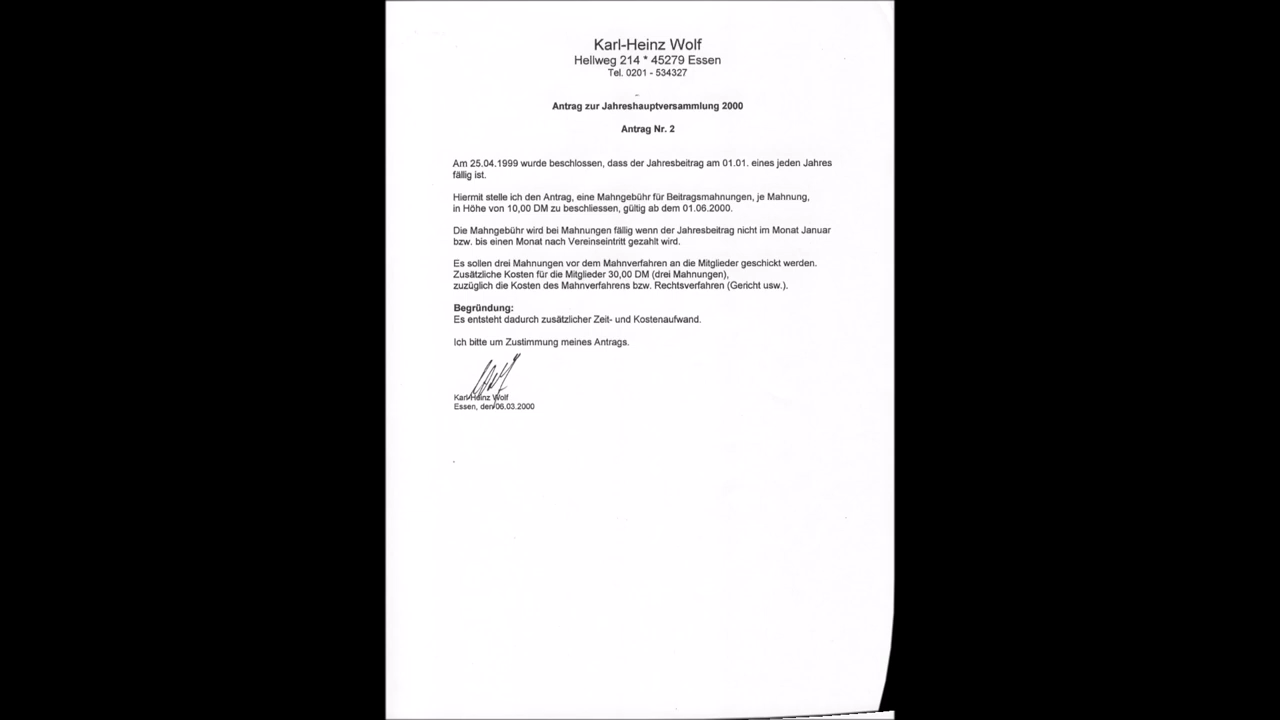 Karl-Heinz Wolf
Hellweg 214 * 45279 Essen
Tel. 0201 - 534327
Antrag zur Jahreshauptversammlung 2000
Antrag Nr. 2
Am 25.04.1999 wurde beschlossen, dass der Jahresbeitrag am 01.01. eines jeden Jahres
fällig ist.
Hiermit stelle ich den Antrag, eine Mahngebühr für Beitragsmahnungen, je Mahnung,
in Höhe von 10,00 DM zu beschliessen, gültig ab dem 01.06.2000.
Die Mahngebühr wird bei Mahnungen fällig wenn der Jahresbeitrag nicht im Monat Januar
bzw. bis einen Monat nach Vereinseintritt gezahlt wird.
Es sollen drei Mahnungen vor dem Mahnverfahren an die Mitglieder geschickt werden.
Zusätzliche Kosten für die Mitglieder 30,00 DM (drei Mahnungen),
zuzüglich die Kosten des Mahnverfahrens bzw. Rechtsverfahren (Gericht usw.).
Begründung:
Es entsteht dadurch zusätzlicher Zeit- und Kostenaufwand.
Ich bitte um Zustimmung meines Antrags.
Karl-Heinz Wolf
Essen, den 06.03.2000